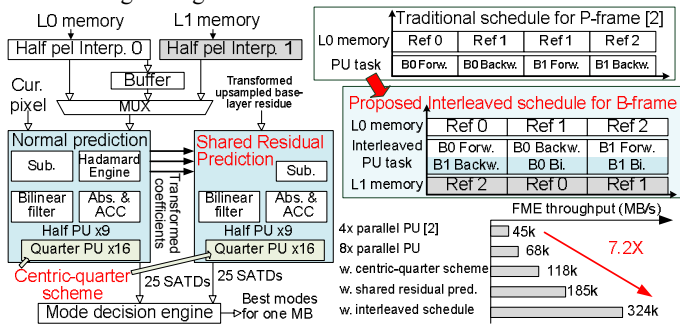 L0 memory
L1 memory
Half pel Interp. 0
Half pel Interp. 1
Buffer
Cur.
pixel
MUX
Transformed
upsampled base-
layer residue
Normal prediction
Sub.
Hadamard
Engine
Bilinear
filter
Abs. &
ACC
Half PU x9
Quarter PU x16
Transformed
coefficients
Shared Residual
Prediction
Sub.
Bilinear
filter
Abs. &
ACC
Half PU x9
Quarter PU x16
Centric-quarter
scheme
25 SATDs
25 SATDs
Mode decision engine
Best modes
for one MB
Traditional schedule for P-frame [2]
L0 memory Ref 0 Ref 1 Ref 1 Ref 2
PU task B0 Forw. B0 Backw. B1 Forw. B1 Backw.
Proposed Interleaved schedule for B-frame
L0 memory Ref 0 Ref 1 Ref 2
Interleaved B0 Forw. B0 Backw. B1 Forw.
PU task B1 Backw. B0 Bi. B1 Bi.
L1 memory Ref 2 Ref 0 Ref 1
FME throughput (MB/s)
4x parallel PU [2] 45k
8x parallel PU 68k
w. centric-quarter scheme 118k
w. shared residual pred. 185k
w. interleaved schedule 324k
7.2X